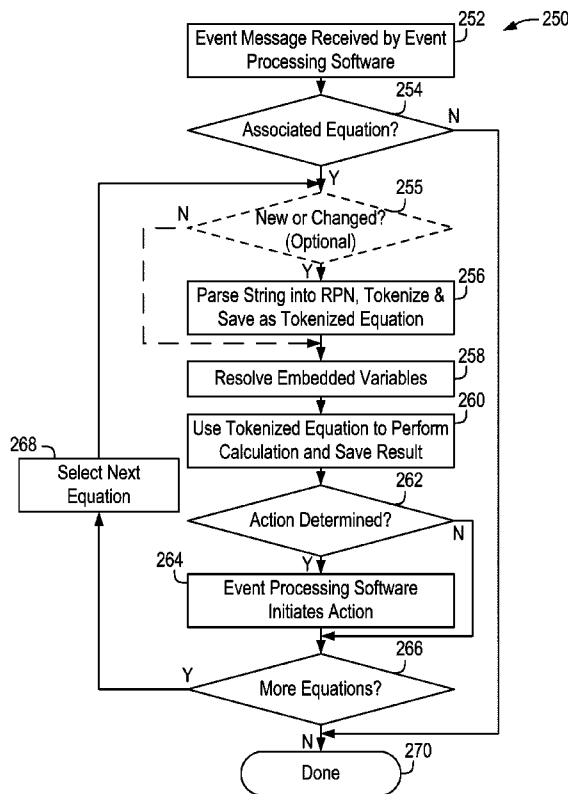 252
250
Event Message Received by Event
Processing Software
254
Associated Equation?
N
Y
255
N
New or Changed?
(Optional)
Y
256
Parse String into RPN, Tokenize &
Save as Tokenized Equation
258
Resolve Embedded Variables
260
Use Tokenized Equation to Perform
Calculation and Save Result
268
Select Next
Equation
262
Action Determined?
N
Y
264
Event Processing Software
Initiates Action
266
Y
More Equations?
N
270
Done